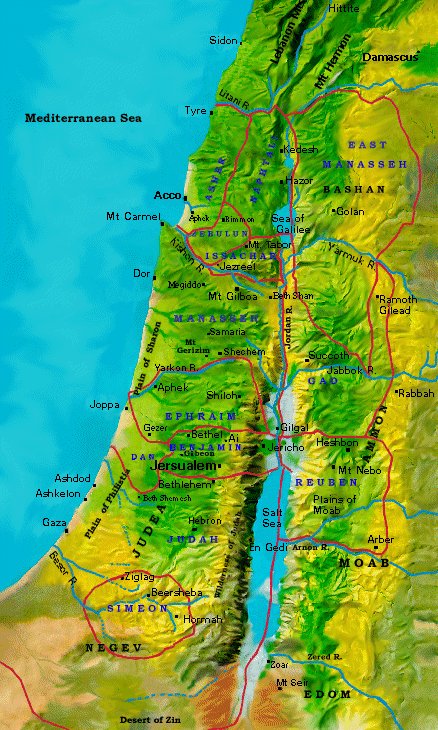 Hittite
Sidon
Lebanon Mts
Mt Hermon
Damascus
Litani R.
Tyre
Mediterranean Sea
EAST
MANASSEH
Kedesh
NAPHTALI
ASHER
Hazor
BASHAN
Acco
Golan
Aphek
Rimmon
Sea of
Galilee
Mt Carmel
ZEBULUN
Mt. Tabor
Kishon R.
ISSACHAR
Yarmuk R.
Jezreel
Dor
Megiddo
Mt Gilboa
Beth Shan
Ramoth
Gilead
MANASSEH
Jordan R.
Samaria
Plain of Sharon
Mt
Gerizim
Shechem
Succoth
Yarkon R.
Jabbok R.
GAD
Aphek
Shiloh
Rabbah
Joppa
EPHRAIM
AMMON
Gezer
Bethel
Ai
Gilgal
BENJAMIN
Jericho
Heshbon
DAN
Gibeon
Jersualem
Mt Nebo
Ashdod
Bethlehem
REUBEN
Ashkelon
Beth Shemesh
Plains of
Moab
Plain of Philistia
Salt
Sea
Gaza
JUDEA
Hebron
JUDAH
Wilderness of Judah
Arber
En Gedi
Arnon R.
MOAB
Besor R.
Ziglag
Beersheba
SIMEON
Hormah
NEGEV
Zered R.
Zoar
Mt Seir
EDOM
Desert of Zin